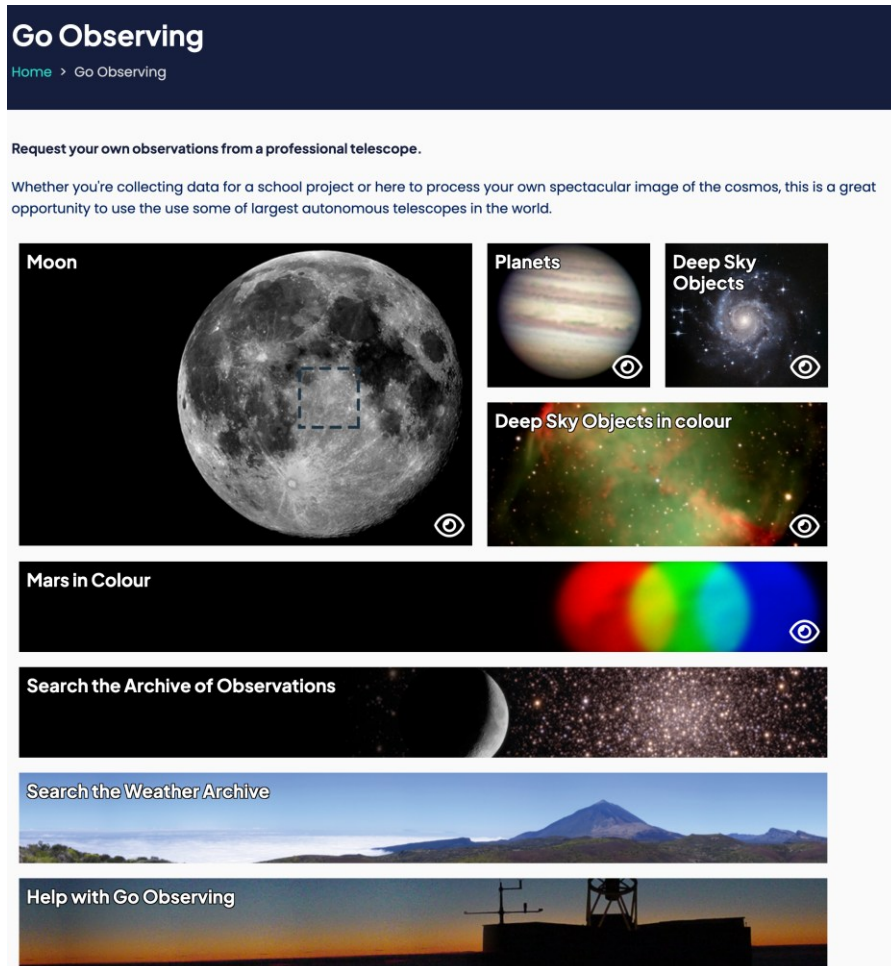 Go Observing
Home > Go Observing
Request your own observations from a professional telescope.
Whether you're collecting data for a school project or here to process your own spectacular image of the cosmos, this is a great
opportunity to use the use some of largest autonomous telescopes in the world.
Moon
Planets
Deep Sky
Objects
Deep Sky Objects in colour
Mars in Colour
Search the Archive of Observations
Search the Weather Archive
Help with Go Observing